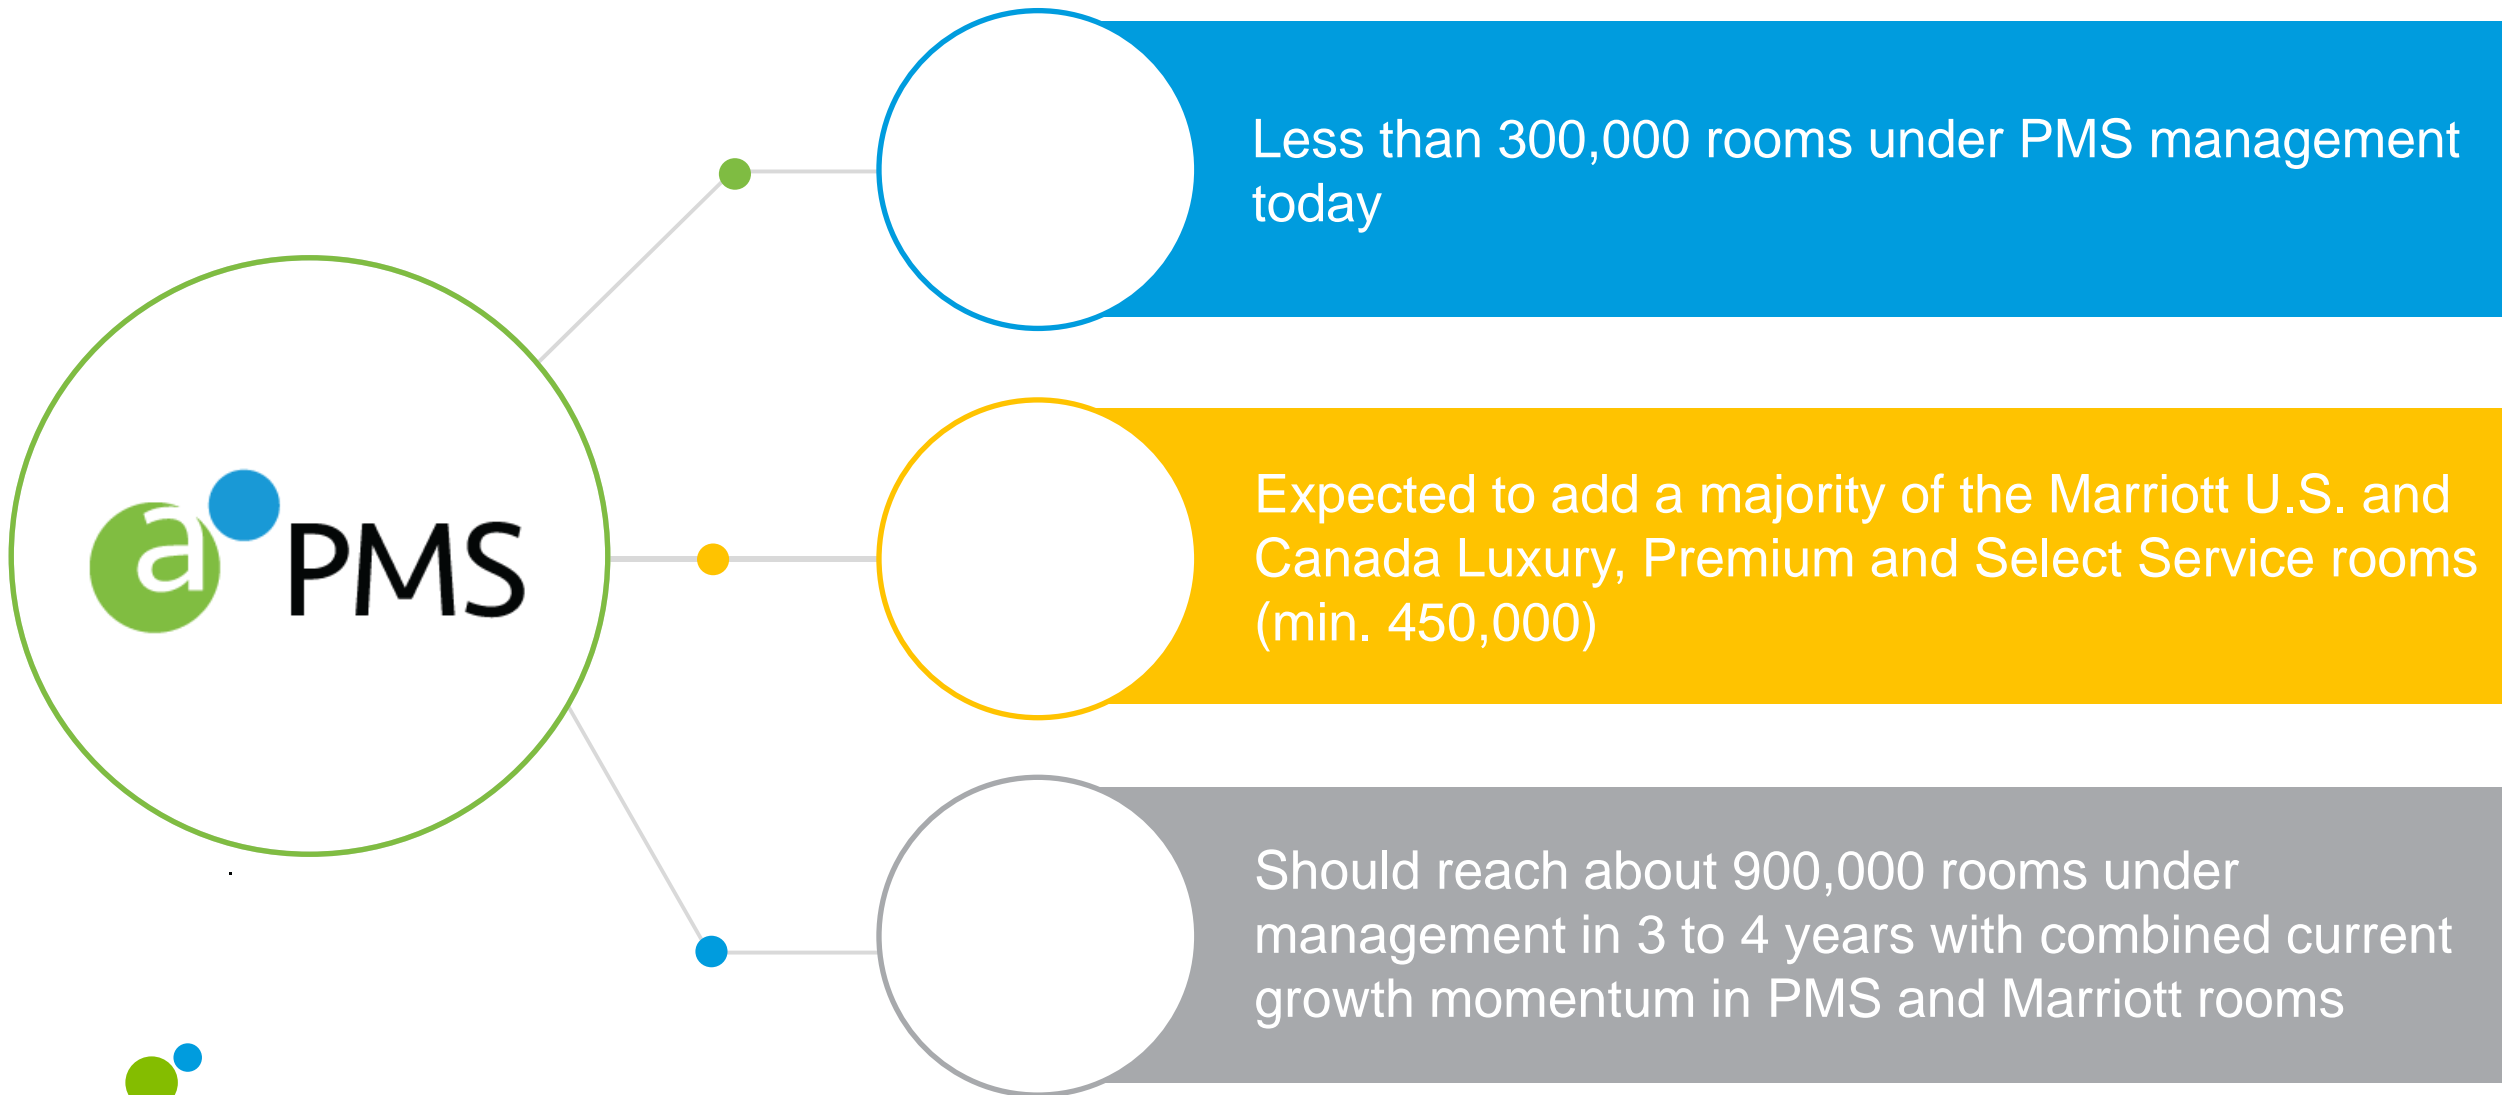 a PMS
Less than 300,000 rooms under PMS management
today
Expected to add a majority of the Marriott U.S. and
Canada Luxury, Premium and Select Service rooms
(min. 450,000)
Should reach about 900,000 rooms under
management in 3 to 4 years with combined current
growth momentum in PMS and Marriott rooms